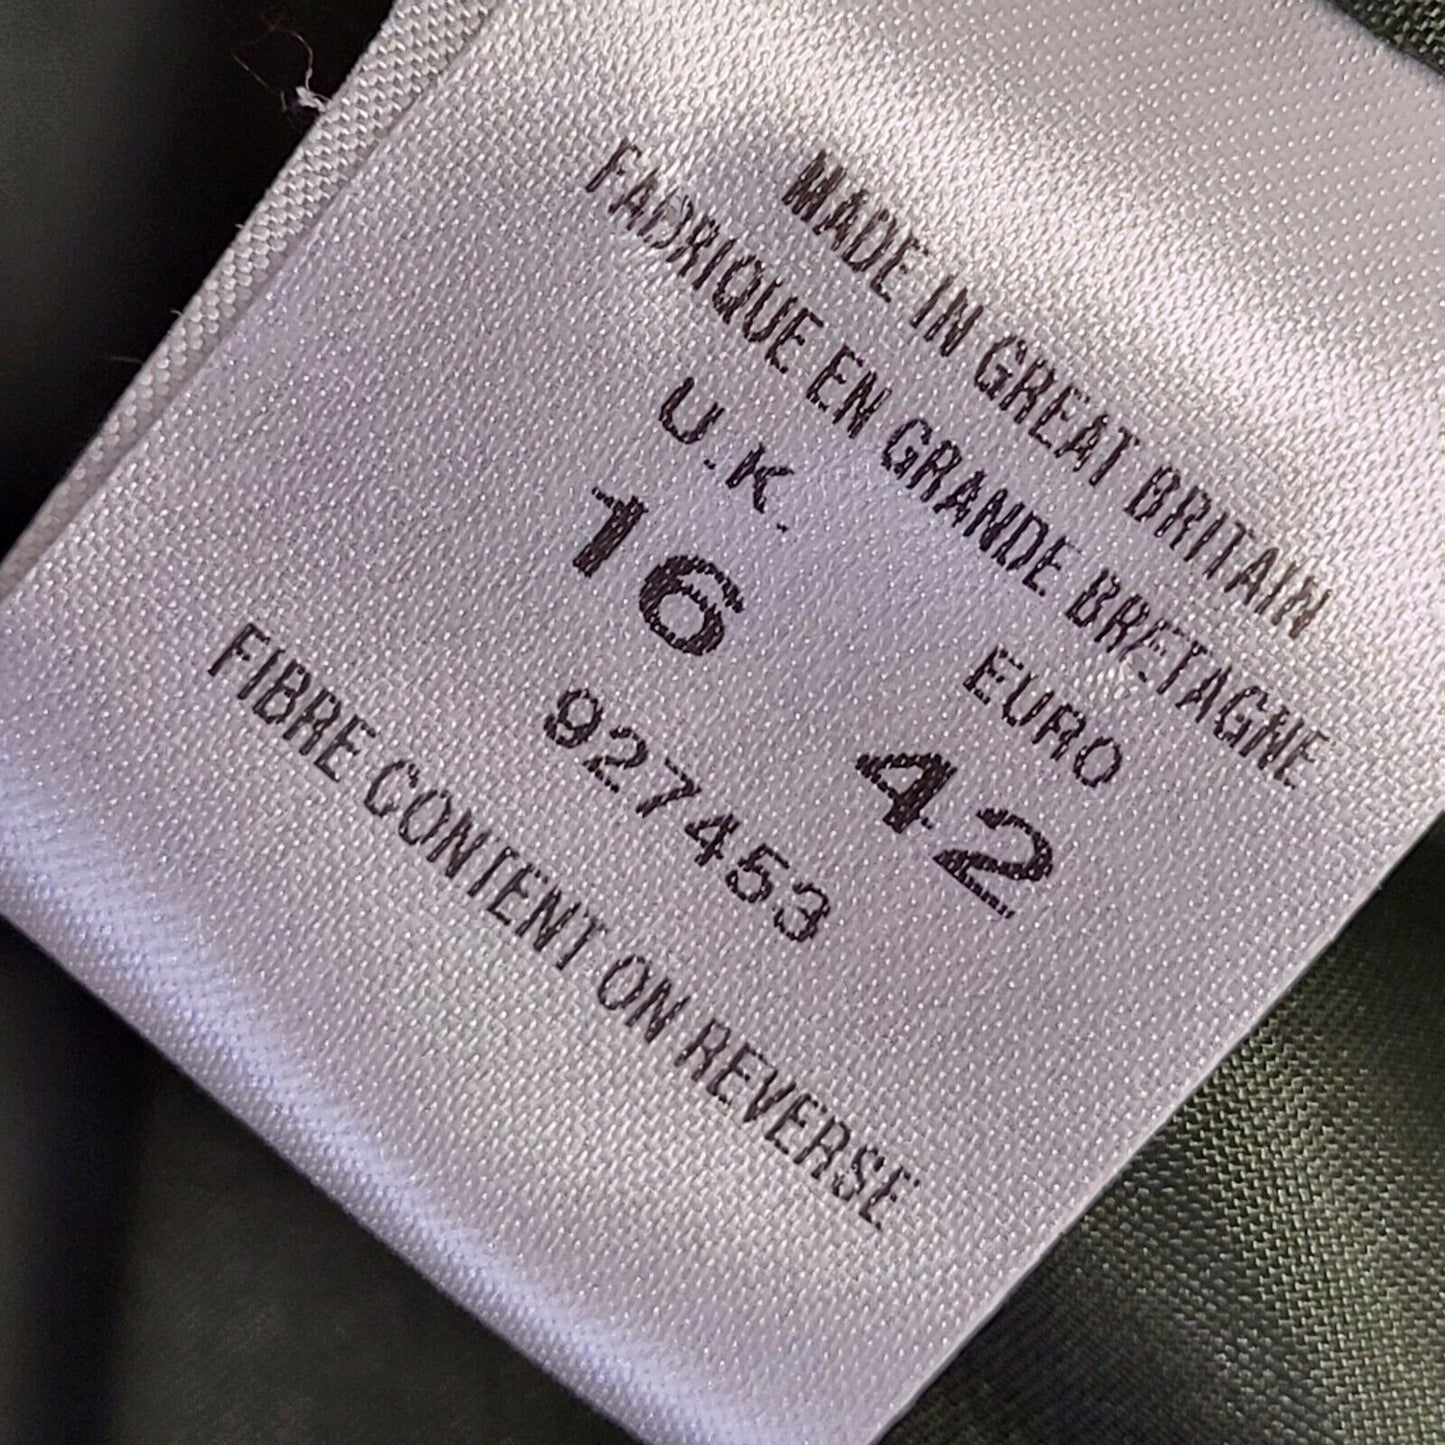 MADE IN GREAT BRITAIN
FABRIQUE EN GRANDE BRETAGNE
U.K. EURO
16 42
927453
FIBRE CONTENT ON REVERSE